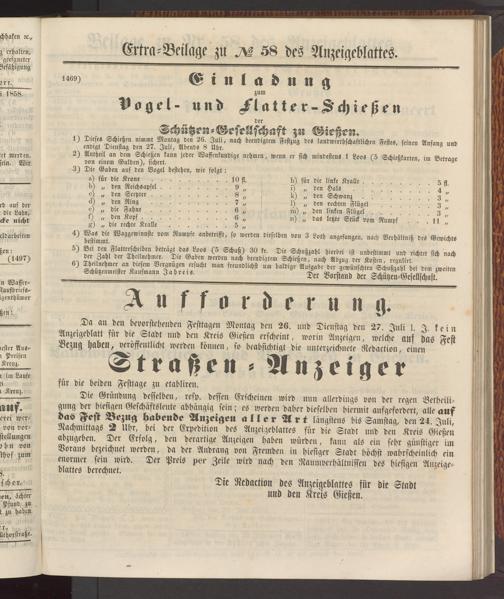 Extra-Beilage zu № 58 des Anzeigeblattes.
1469)
Einladung
zum
Vogel- und Flatter-Schießen
der
Schützen-Gesellschaft zu Gießen.
1) Dieses Schießen nimmt Montag den 26. Juli, nach beendigtem Festzug des landwirthschaftlichen Festes, seinen Anfang und
endigt Dienstag den 27. Juli, Abends 8 Uhr.
2) Antheil an dem Schießen kann jeder Waffenkundige nehmen, wenn er sich mindestens 1 Loos (5 Schießkarten, im Betrage
von einem Gulden), sichert.
3) Die Gaben auf den Vogel bestehen, wie folgt:
a) für die Krone 10 fl.
b) „ den Reichsapfel 9 „
c) „ den Scepter 9 „
d) „ den Ring 7 „
e) „ die Fahne 6 „
f) „ den Kopf 6 „
g) „ die rechte Kralle 5 „
h) für die linke Kralle 5 fl.
i) „ den Hals 4 „
k) „ den Schwanz 3 „
l) „ den rechten Flügel 3 „
m) „ den linken Flügel 3 „
n) „ das letzte Stück vom Rumpf 11 „
4) Was die Waggewinnste vom Rumpfe anbetrifft, so werden dieselben von 3 Loth angefangen, nach Verhältniß des Gewichts
bestimmt.
5) Bei dem Flatterschießen beträgt das Loos (5 Schuß) 30 kr. Die Schußzahl hierbei ist unbestimmt und richtet sich nach
der Zahl der Theilnehmer. Die Gaben werden nach beendigtem Schießen, nach Abzug der Kosten, regulirt.
6) Theilnehmer an diesem Vergnügen ersucht man freundlichst um baldige Aufgabe der gewünschten Schußzahl bei dem zweiten
Schützenmeister Kaufmann Jahreis.
Der Vorstand der Schützen-Gesellschaft.
Aufforderung.
Da an den bevorstehenden Festtagen Montag den 26. und Dienstag den 27. Juli l. J. kein
Anzeigeblatt für die Stadt und den Kreis Gießen erscheint, worin Anzeigen, welche auf das Fest
Bezug haben, veröffentlicht werden können, so beabsichtigt die unterzeichnete Redaction, einen
Straßen-Anzeiger
für die beiden Festtage zu etabliren.
Die Gründung desselben, resp. dessen Erscheinen wird nun allerdings von der regen Betheili-
gung der hiesigen Geschäftsleute abhängig sein; es werden daher dieselben hiermit aufgefordert, alle auf
das Fest Bezug habende Anzeigen aller Art längstens bis Samstag, den 24. Juli,
Nachmittags 2 Uhr, bei der Expedition des Anzeigeblattes für die Stadt und den Kreis Gießen
abzugeben. Der Erfolg, den derartige Anzeigen haben würden, kann als ein sehr günstiger im
Voraus bezeichnet werden, da der Andrang von Fremden in hiesiger Stadt höchst wahrscheinlich ein
enormer sein wird. Der Preis per Zeile wird nach den Raumverhältnissen des hiesigen Anzeige-
blattes berechnet.
Die Redaction des Anzeigeblattes für die Stadt
und den Kreis Gießen.
(1497)